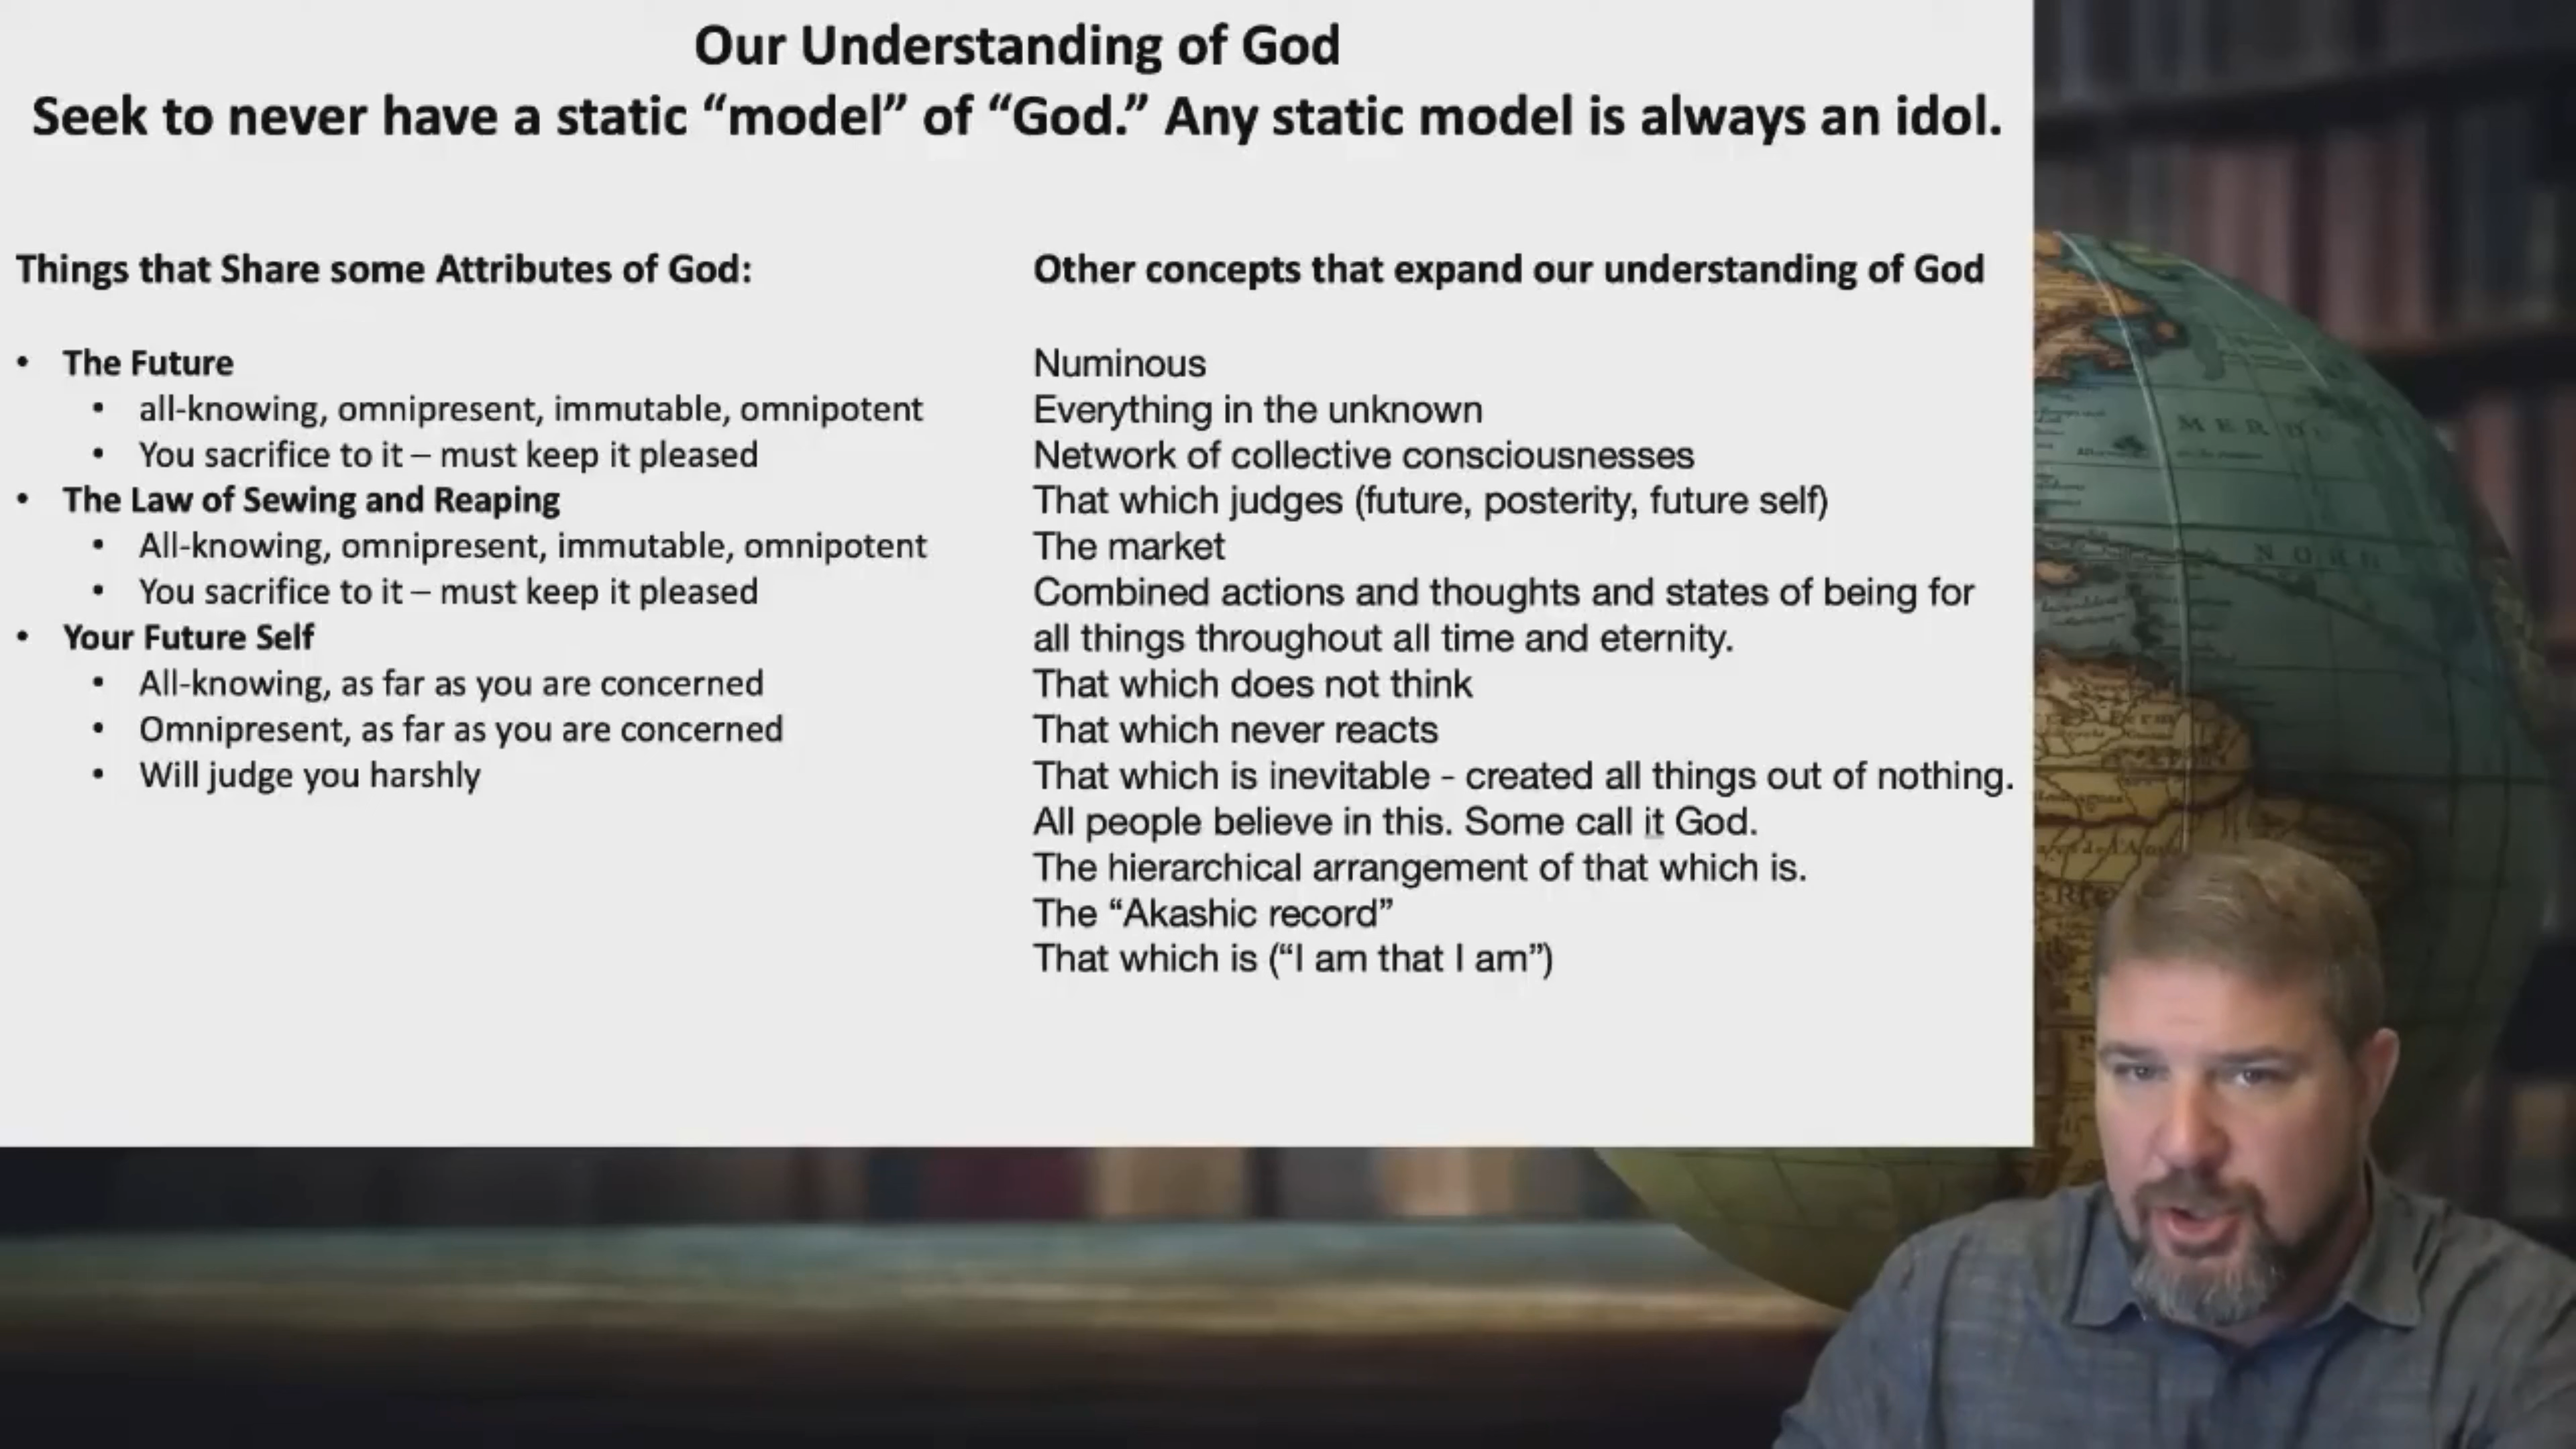 Our Understanding of God
Seek to never have a static “model” of “God.” Any static model is always an idol.
Things that Share some Attributes of God:
• The Future
• all-knowing, omnipresent, immutable, omnipotent
• You sacrifice to it – must keep it pleased
• The Law of Sewing and Reaping
• All-knowing, omnipresent, immutable, omnipotent
• You sacrifice to it – must keep it pleased
• Your Future Self
• All-knowing, as far as you are concerned
• Omnipresent, as far as you are concerned
• Will judge you harshly
Other concepts that expand our understanding of God
Numinous
Everything in the unknown
Network of collective consciousnesses
That which judges (future, posterity, future self)
The market
Combined actions and thoughts and states of being for
all things throughout all time and eternity.
That which does not think
That which never reacts
That which is inevitable - created all things out of nothing.
All people believe in this. Some call it God.
The hierarchical arrangement of that which is.
The “Akashic record”
That which is (“I am that I am”)